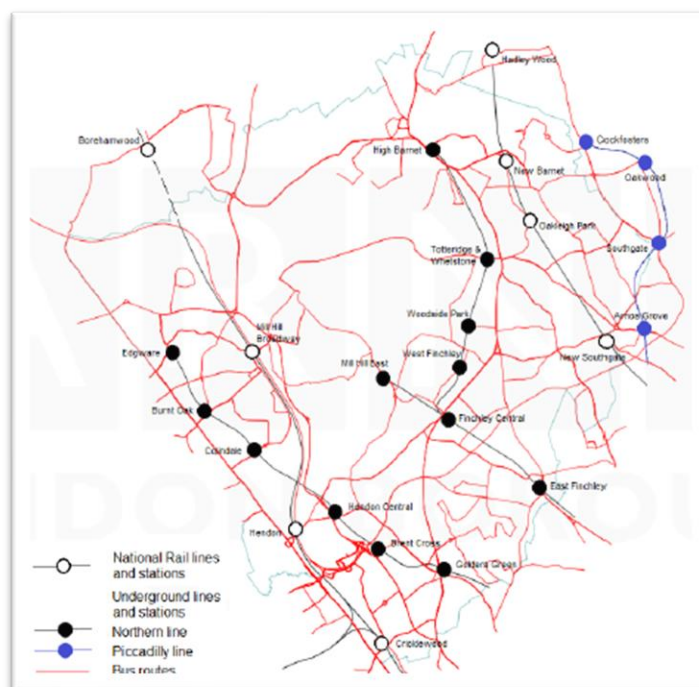 Hadley Wood
Borehamwood
High Barnet
Cockfosters
New Barnet
Oakwood
Oakleigh Park
Totteridge &
Whetstone
Southgate
Woodside Park
Arnos Grove
Mill Hill
Broadway
Edgware
West Finchley
New Southgate
Mill Hill East
Burnt Oak
Finchley Central
Colindale
East Finchley
Hendon Central
Hendon
Brent Cross
Golders Green
Cricklewood
National Rail lines
and stations
Underground lines
and stations
Northern line
Piccadilly line
Bus routes